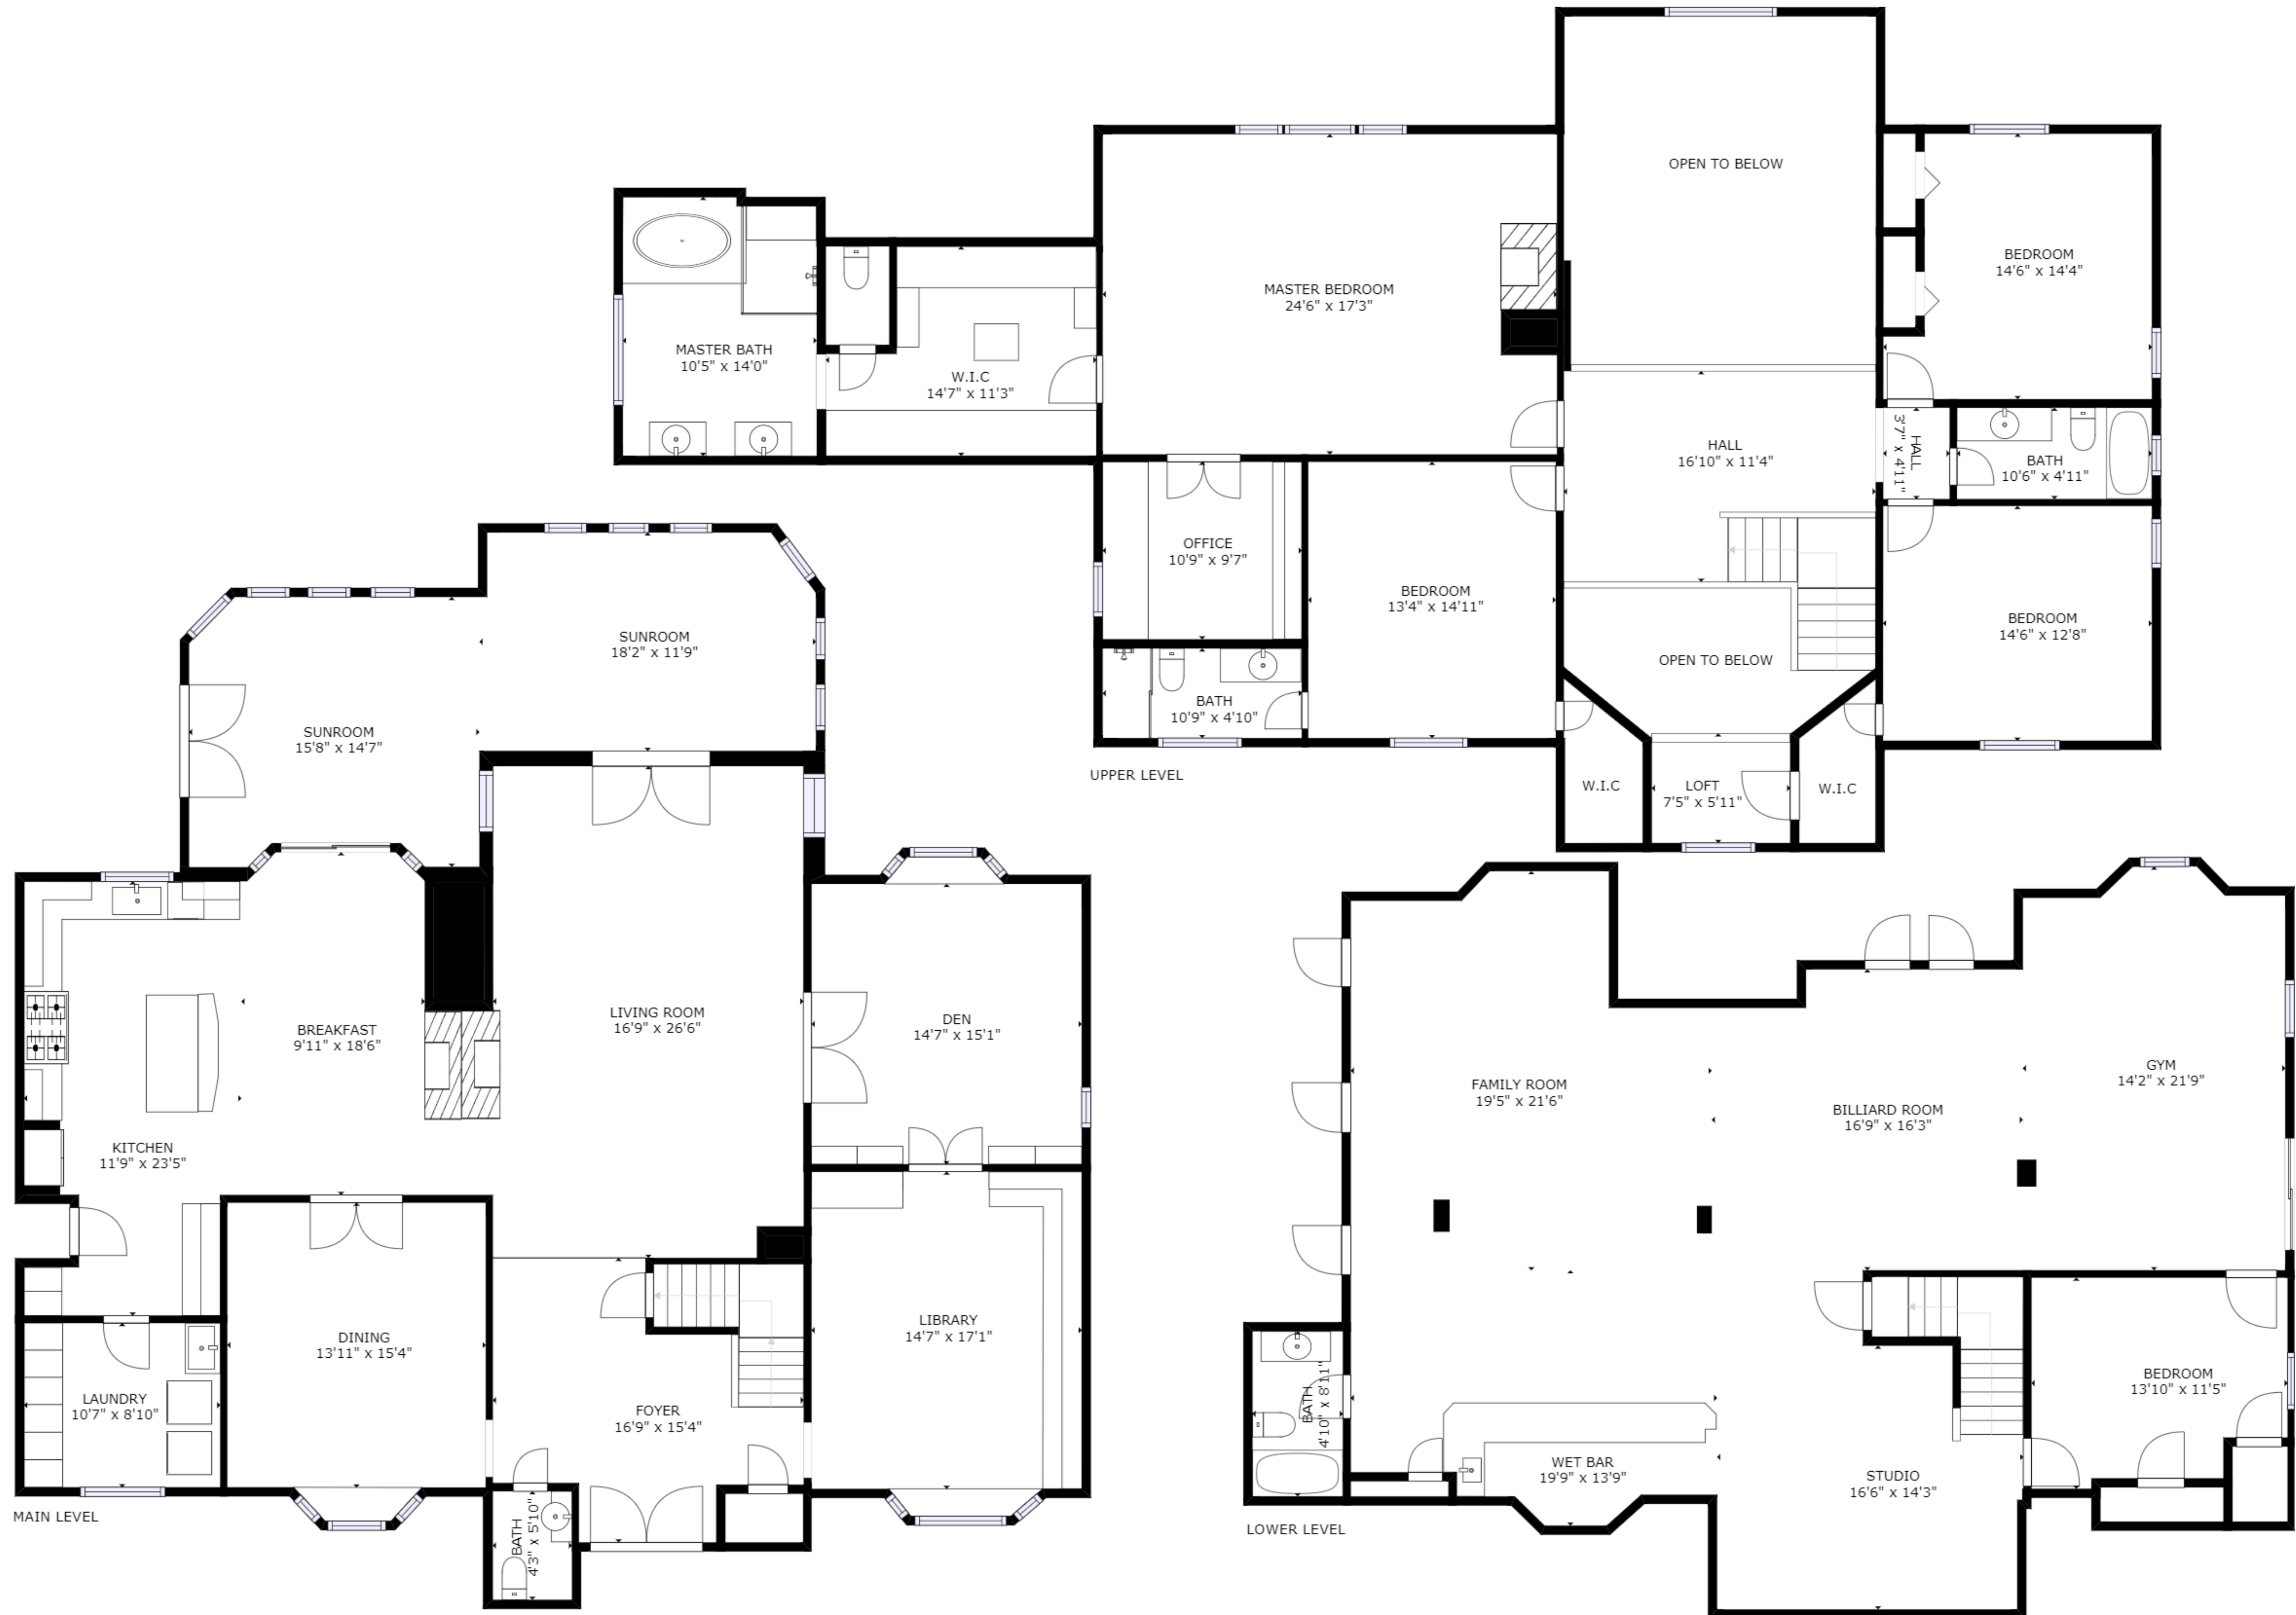 OPEN TO BELOW
BEDROOM
14'6" x 14'4"
MASTER BEDROOM
24'6" x 17'3"
MASTER BATH
10'5" x 14'0"
W.I.C
14'7" x 11'3"
HALL
16'10" x 11'4"
HALL
3'7" x 4'11"
BATH
10'6" x 4'11"
OFFICE
10'9" x 9'7"
BEDROOM
13'4" x 14'11"
BEDROOM
14'6" x 12'8"
OPEN TO BELOW
BATH
10'9" x 4'10"
W.I.C
LOFT
7'5" x 5'11"
W.I.C
UPPER LEVEL
SUNROOM
18'2" x 11'9"
SUNROOM
15'8" x 14'7"
LIVING ROOM
16'9" x 26'6"
DEN
14'7" x 15'1"
BREAKFAST
9'11" x 18'6"
KITCHEN
11'9" x 23'5"
DINING
13'11" x 15'4"
LIBRARY
14'7" x 17'1"
LAUNDRY
10'7" x 8'10"
FOYER
16'9" x 15'4"
BATH
4'3" x 5'10"
MAIN LEVEL
FAMILY ROOM
19'5" x 21'6"
BILLIARD ROOM
16'9" x 16'3"
GYM
14'2" x 21'9"
BEDROOM
13'10" x 11'5"
BATH
4'10" x 8'11"
WET BAR
19'9" x 13'9"
STUDIO
16'6" x 14'3"
LOWER LEVEL